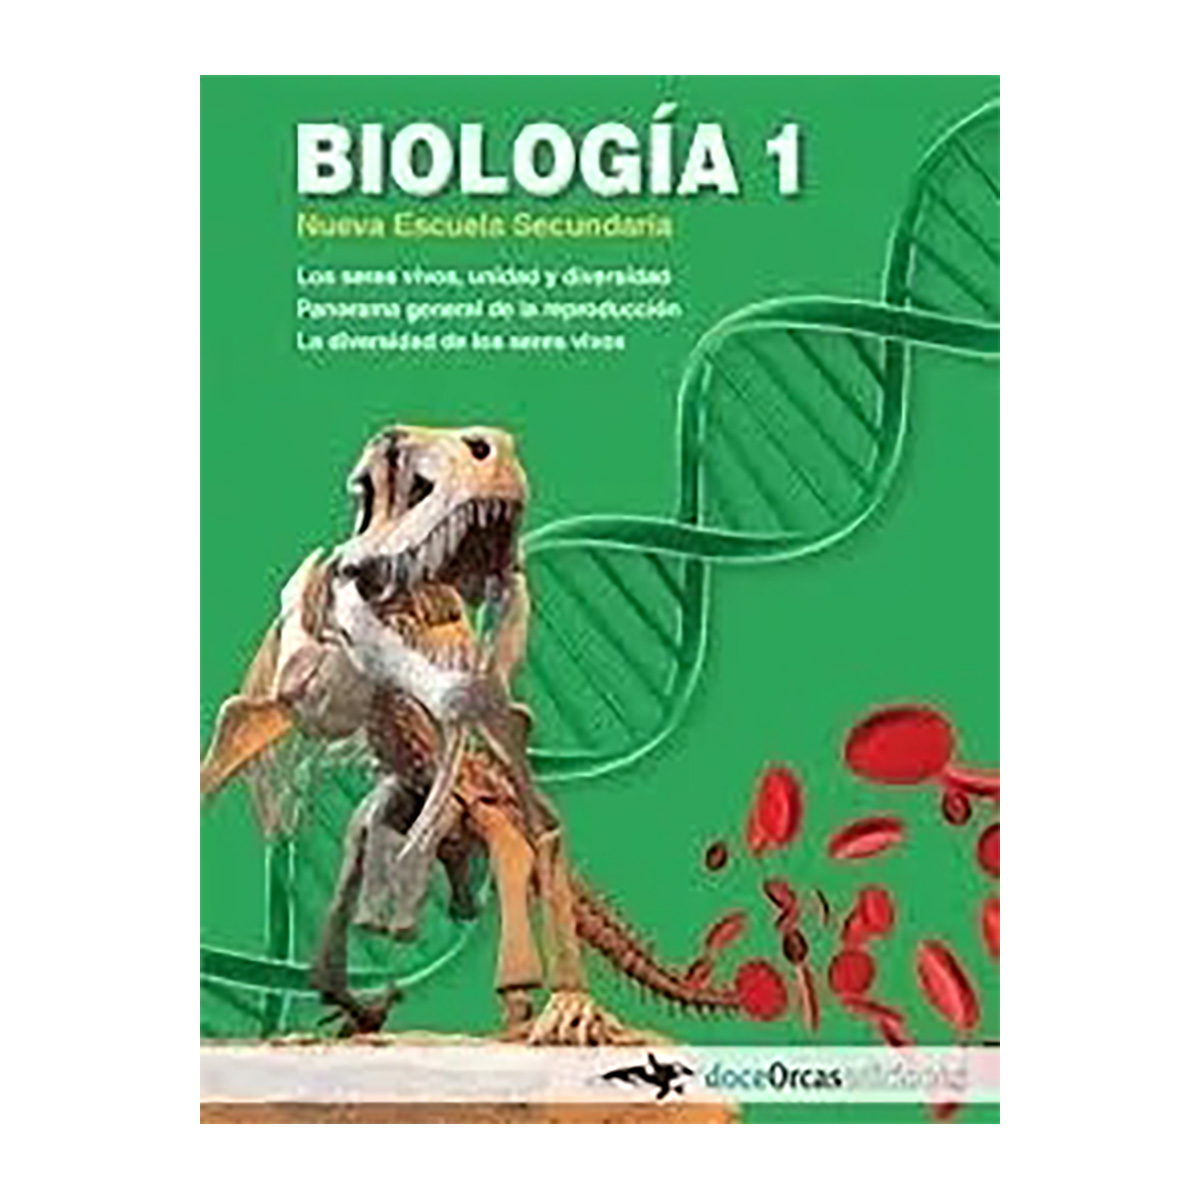 BIOLOGÍA 1
Nueva Escuela Secundaria
Los seres vivos, unidad y diversidad
Panorama general de la reproducción
La diversidad de los seres vivos
doceOrcas ediciones